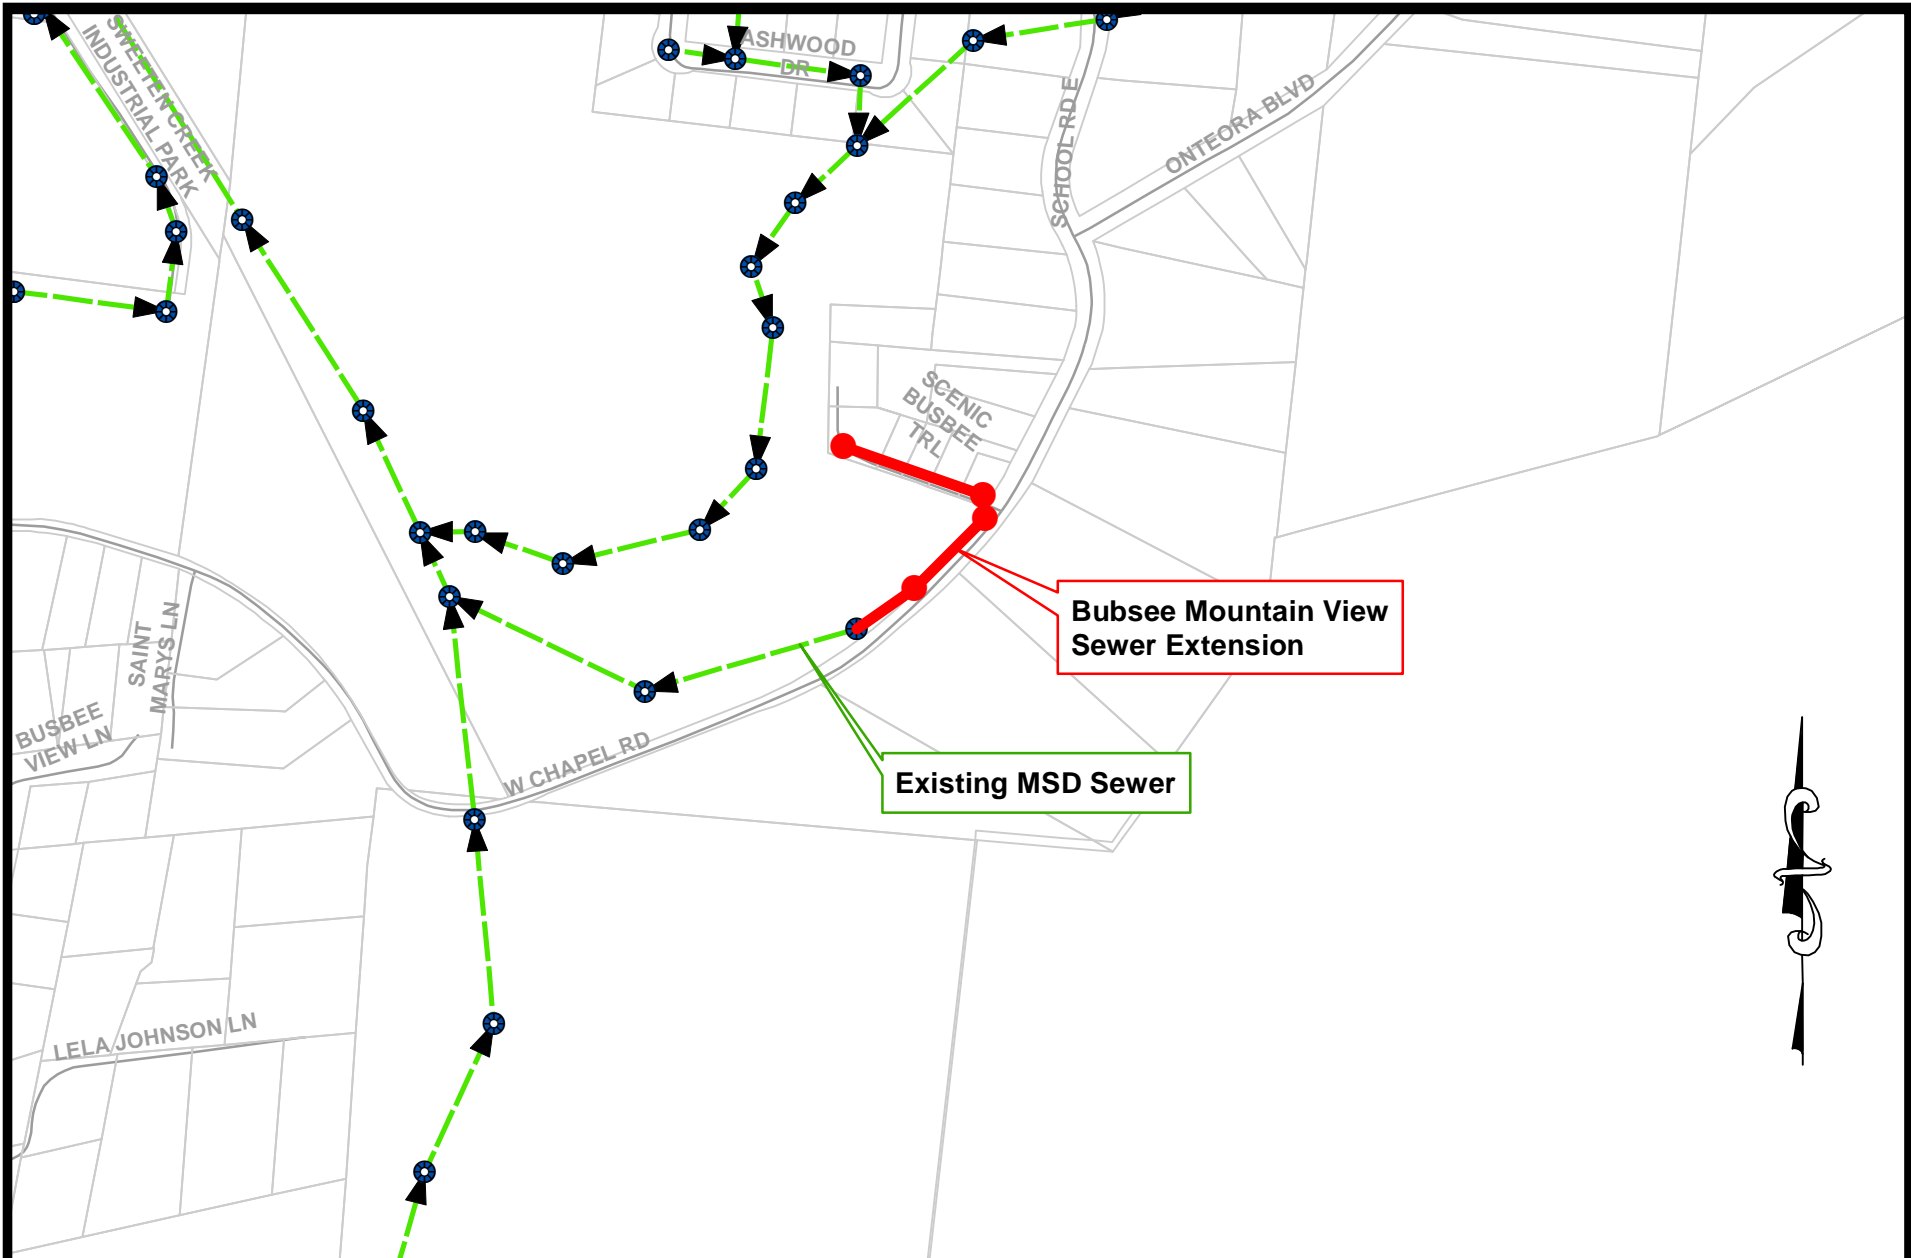 SWEETEN CREEK
INDUSTRIAL PARK
ASHWOOD
DR
SCHOOL RD E
ONTEORA BLVD
SCENIC
BUSBEE
TRL
Bubsee Mountain View
Sewer Extension
SAINT
MARYS LN
BUSBEE
VIEW LN
W CHAPEL RD
Existing MSD Sewer
LELA JOHNSON LN